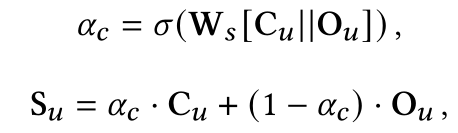 α_c = σ(W_s[C_u||O_u]),
S_u = α_c · C_u + (1 − α_c) · O_u,